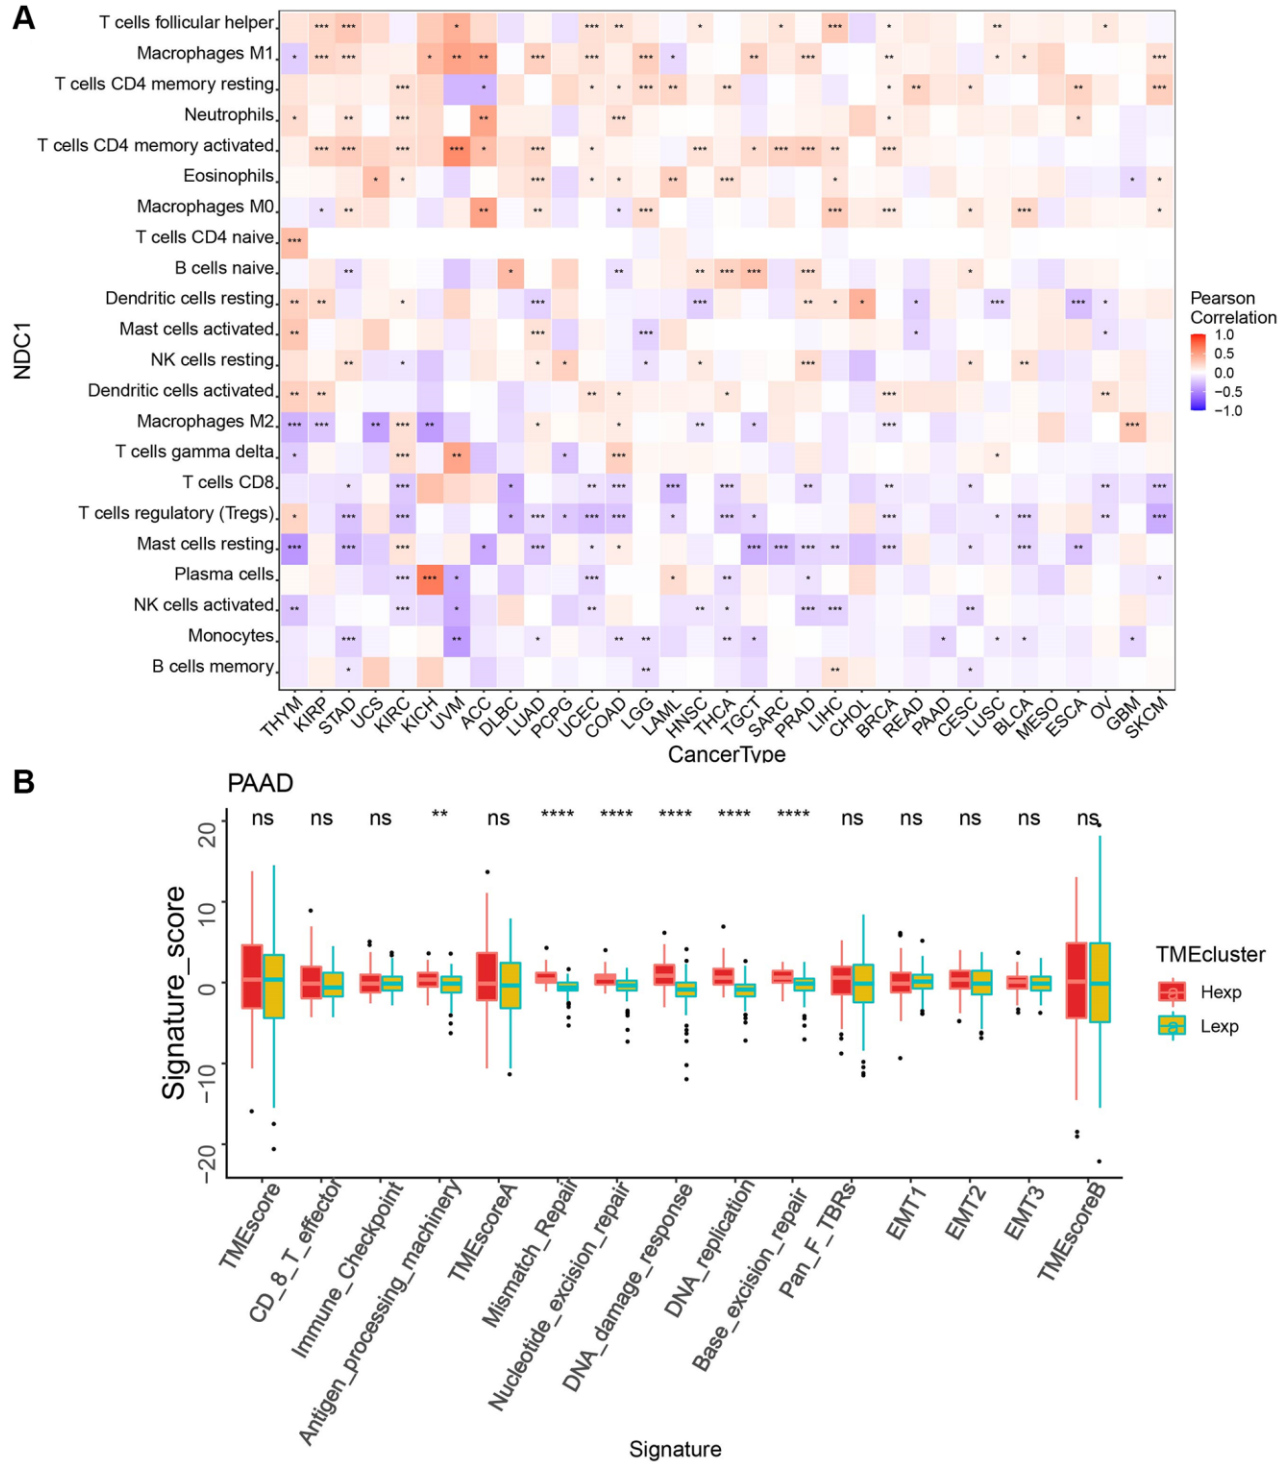 A
T cells follicular helper
Macrophages M1
T cells CD4 memory resting
Neutrophils
T cells CD4 memory activated
Eosinophils
Macrophages M0
T cells CD4 naive
B cells naive
Dendritic cells resting
Mast cells activated
NK cells resting
Dendritic cells activated
Macrophages M2
T cells gamma delta
T cells CD8
T cells regulatory (Tregs)
Mast cells resting
Plasma cells
NK cells activated
Monocytes
B cells memory
NDC1
THYM KIRP STAD UCS KIRC KICH UVM ACC DLBC LUAD PCPG UCEC COAD LGG LAML HNSC THCA TGCT SARC PRAD LIHC CHOL BRCA READ PAAD CESC LUSC BLCA MESO ESCA OV GBM SKCM
CancerType
Pearson
Correlation
1.0
0.5
0.0
−0.5
−1.0
B
PAAD
ns ns ns ** ns **** **** **** **** **** ns ns ns ns ns
Signature_score
20
10
0
−10
−20
TMEscore
CD_8_T_effector
Immune_Checkpoint
Antigen_processing_machinery
TMEscoreA
Mismatch_Repair
Nucleotide_excision_repair
DNA_damage_response
DNA_replication
Base_excision_repair
Pan_F_TBRs
EMT1
EMT2
EMT3
TMEscoreB
Signature
TMEcluster
Hexp
Lexp